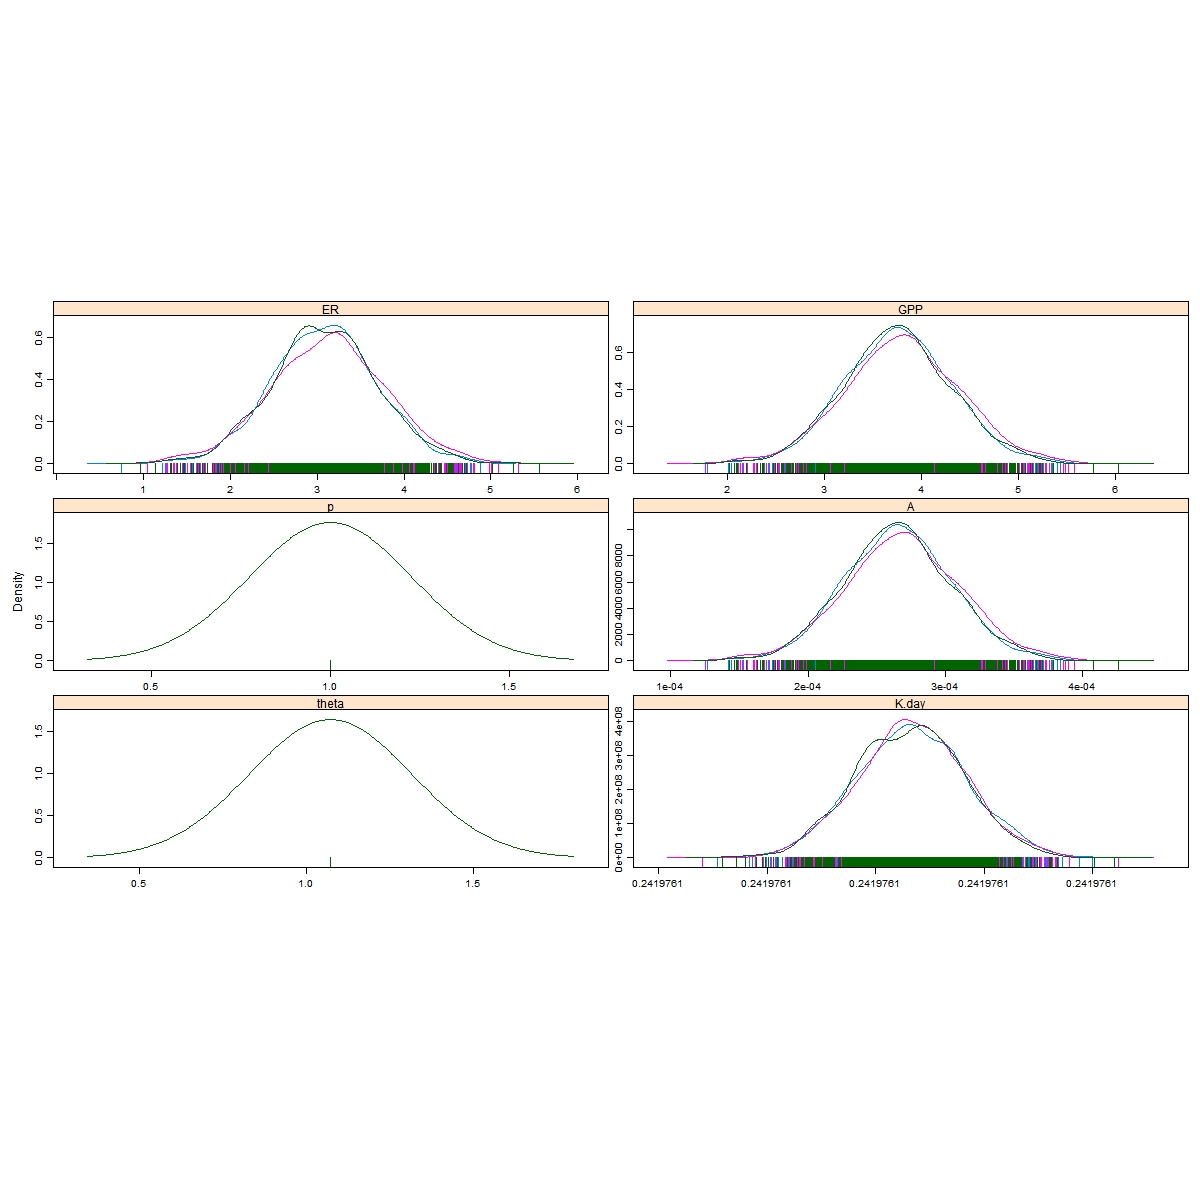 ER
0.0 0.2 0.4 0.6
1 2 3 4 5 6
GPP
0.0 0.2 0.4 0.6
2 3 4 5 6
p
0.0 0.5 1.0 1.5
0.5 1.0 1.5
A
0 2000 4000 6000 8000
1e-04 2e-04 3e-04 4e-04
Density
theta
0.0 0.5 1.0 1.5
0.5 1.0 1.5
K.day
0e+00 1e+08 2e+08 3e+08 4e+08
0.2419761 0.2419761 0.2419761 0.2419761 0.2419761